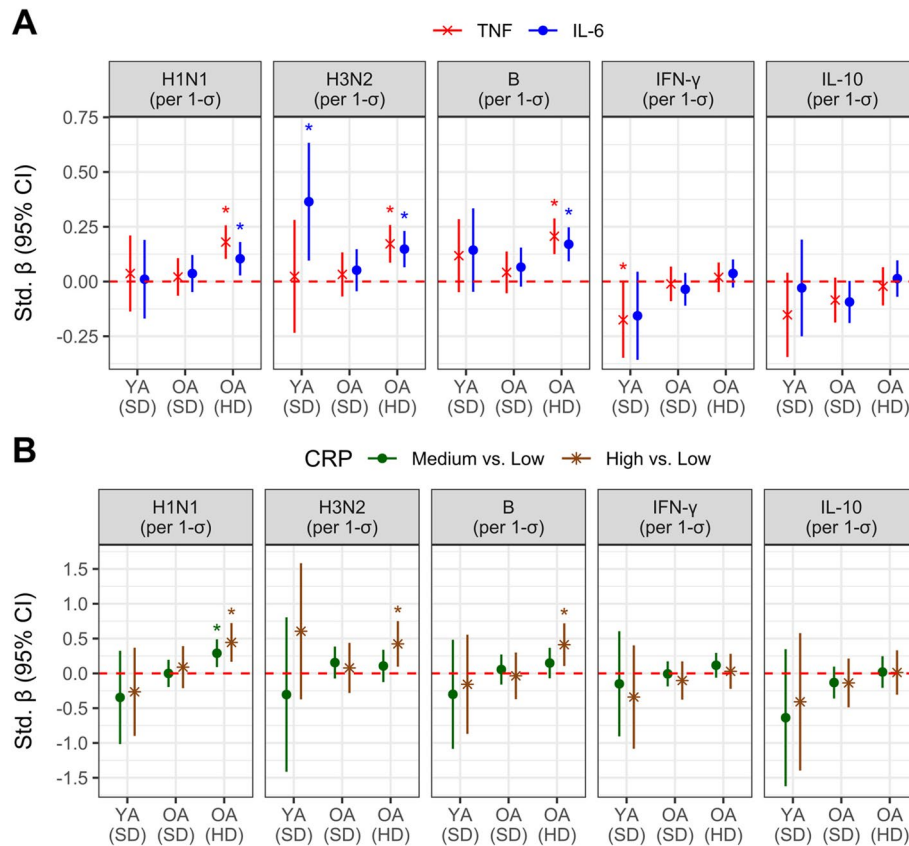 A
TNF IL-6
H1N1 (per 1-σ)
H3N2 (per 1-σ)
B (per 1-σ)
IFN-γ (per 1-σ)
IL-10 (per 1-σ)
Std. β (95% CI)
0.75
0.50
0.25
0.00
-0.25
* * * * * * * *
YA (SD) OA (SD) OA (HD)
YA (SD) OA (SD) OA (HD)
YA (SD) OA (SD) OA (HD)
YA (SD) OA (SD) OA (HD)
YA (SD) OA (SD) OA (HD)
B
CRP Medium vs. Low High vs. Low
H1N1 (per 1-σ)
H3N2 (per 1-σ)
B (per 1-σ)
IFN-γ (per 1-σ)
IL-10 (per 1-σ)
Std. β (95% CI)
1.5
1.0
0.5
0.0
-0.5
-1.0
-1.5
* * * *
YA (SD) OA (SD) OA (HD)
YA (SD) OA (SD) OA (HD)
YA (SD) OA (SD) OA (HD)
YA (SD) OA (SD) OA (HD)
YA (SD) OA (SD) OA (HD)